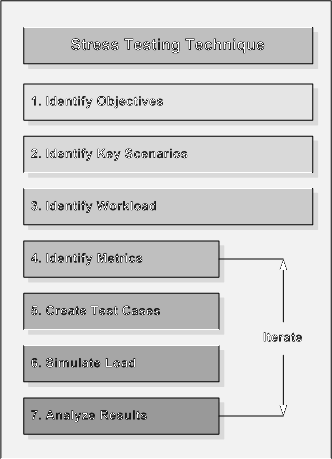 Stress Testing Technique
1. Identify Objectives
2. Identify Key Scenarios
3. Identify Workload
4. Identify Metrics
5. Create Test Cases
Iterate
6. Simulate Load
7. Analyze Results